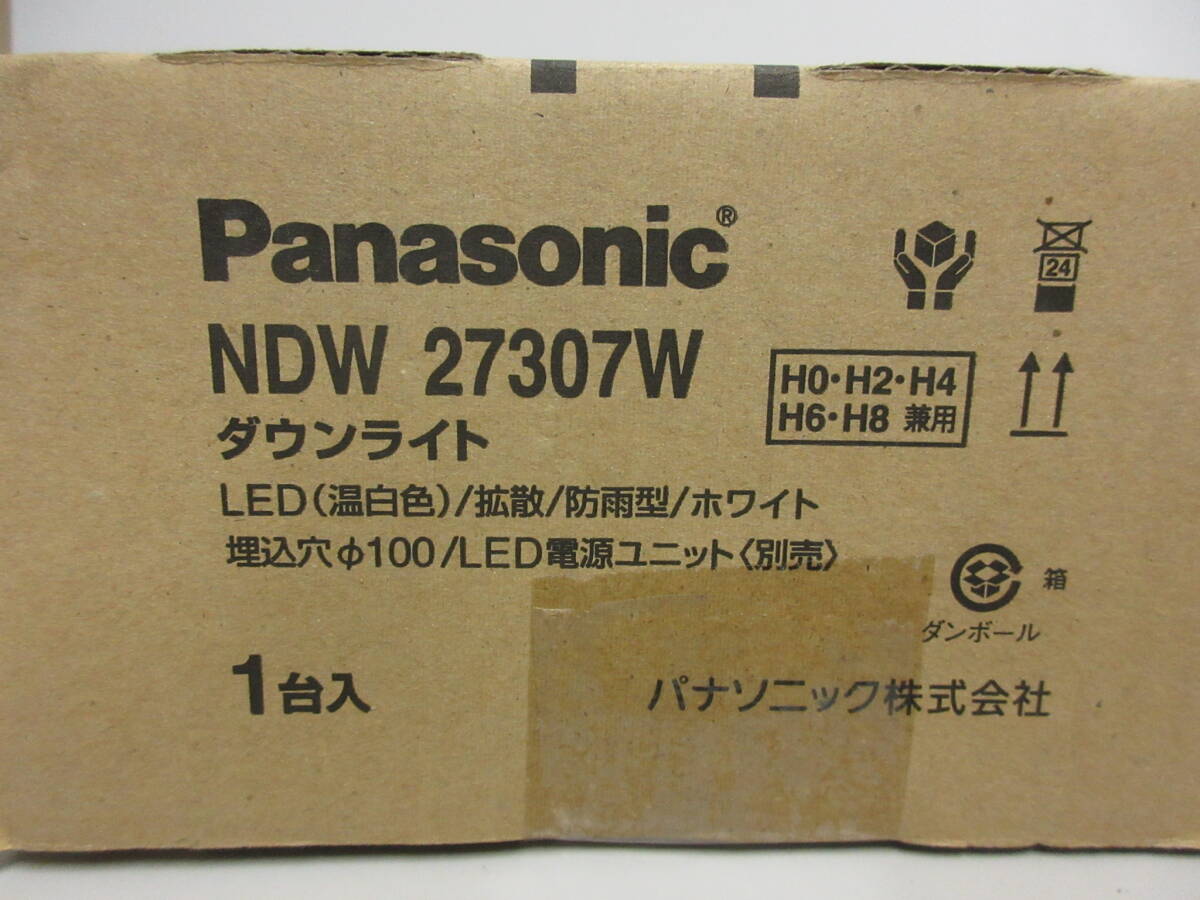 Panasonic®
NDW 27307W
ダウンライト
LED(温白色)/拡散/防雨型/ホワイト
埋込穴φ100/LED電源ユニット〈別売〉
1台入
24
H0・H2・H4
H6・H8 兼用
箱
ダンボール
パナソニック株式会社